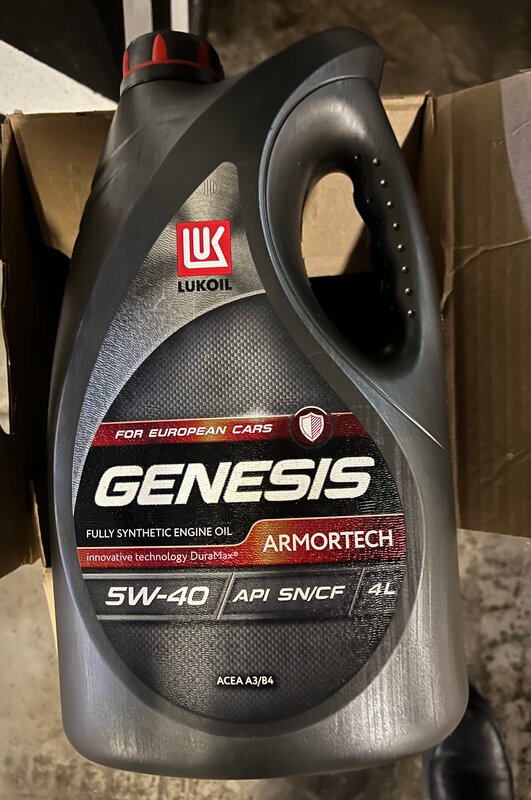 LUK
LUKOIL
FOR EUROPEAN CARS
GENESIS
FULLY SYNTHETIC ENGINE OIL
innovative technology DuraMax®
ARMORTECH
5W-40 / API SN/CF / 4L
ACEA A3/B4